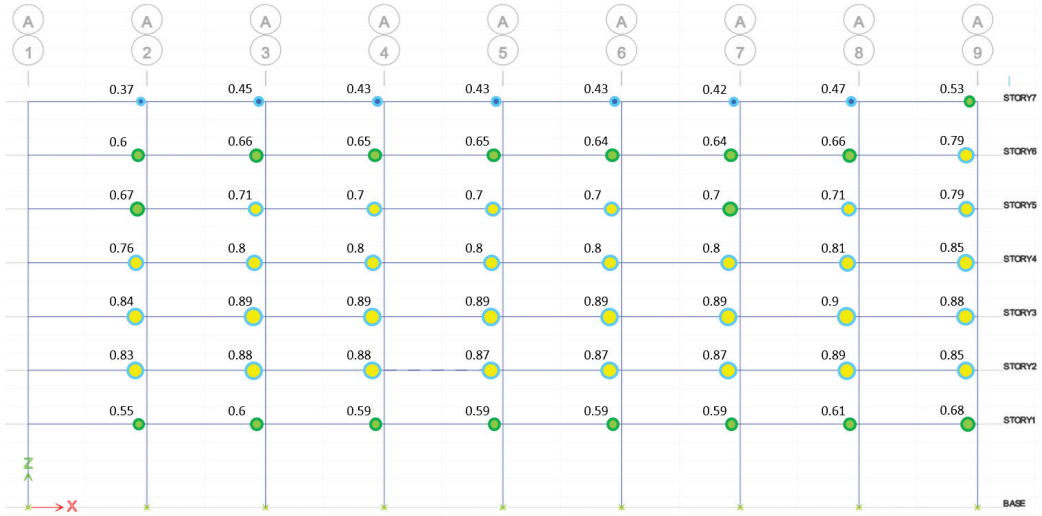 A A A A A A A A A
1 2 3 4 5 6 7 8 9
0.37 0.45 0.43 0.43 0.43 0.42 0.47 0.53 STORY7
0.6 0.66 0.65 0.65 0.64 0.64 0.66 0.79 STORY6
0.67 0.71 0.7 0.7 0.7 0.7 0.71 0.79 STORY5
0.76 0.8 0.8 0.8 0.8 0.8 0.81 0.85 STORY4
0.84 0.89 0.89 0.89 0.89 0.89 0.9 0.88 STORY3
0.83 0.88 0.88 0.87 0.87 0.87 0.89 0.85 STORY2
0.55 0.6 0.59 0.59 0.59 0.59 0.61 0.68 STORY1
Z
X BASE